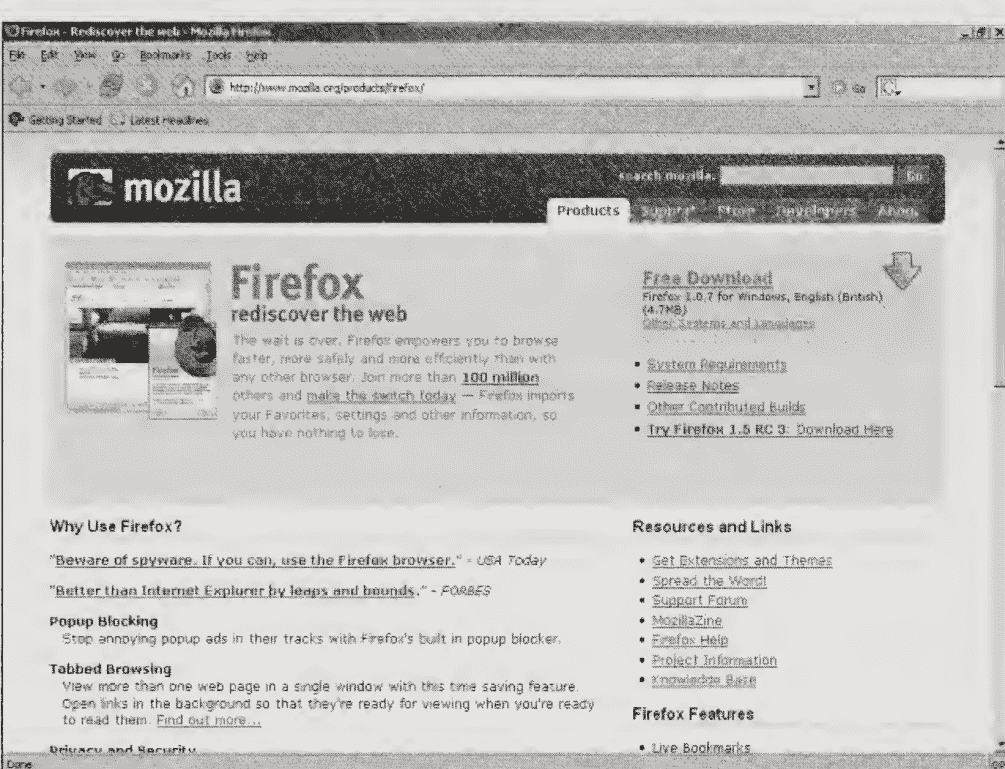 Firefox - Rediscover the web - Mozilla Firefox
File Edit View Go Bookmarks Tools Help
http://www.mozilla.org/products/firefox/
Go
Getting Started Latest Headlines
mozilla
search mozilla: Go
Products Support Store Developers About
Firefox
rediscover the web
The wait is over. Firefox empowers you to browse
faster, more safely and more efficiently than with
any other browser. Join more than 100 million
others and make the switch today — Firefox imports
your Favorites, settings and other information, so
you have nothing to lose.
Free Download
Firefox 1.0.7 for Windows, English (British)
(4.7MB)
Other Systems and Languages
• System Requirements
• Release Notes
• Other Contributed Builds
• Try Firefox 1.5 RC 3: Download Here
Why Use Firefox?
"Beware of spyware. If you can, use the Firefox browser." - USA Today
"Better than Internet Explorer by leaps and bounds." - FORBES
Popup Blocking
Stop annoying popup ads in their tracks with Firefox's built in popup blocker.
Tabbed Browsing
View more than one web page in a single window with this time saving feature.
Open links in the background so that they're ready for viewing when you're ready
to read them. Find out more...
Privacy and Security
Resources and Links
• Get Extensions and Themes
• Spread the Word!
• Support Forum
• MozillaZine
• Firefox Help
• Project Information
• Knowledge Base
Firefox Features
• Live Bookmarks
Done